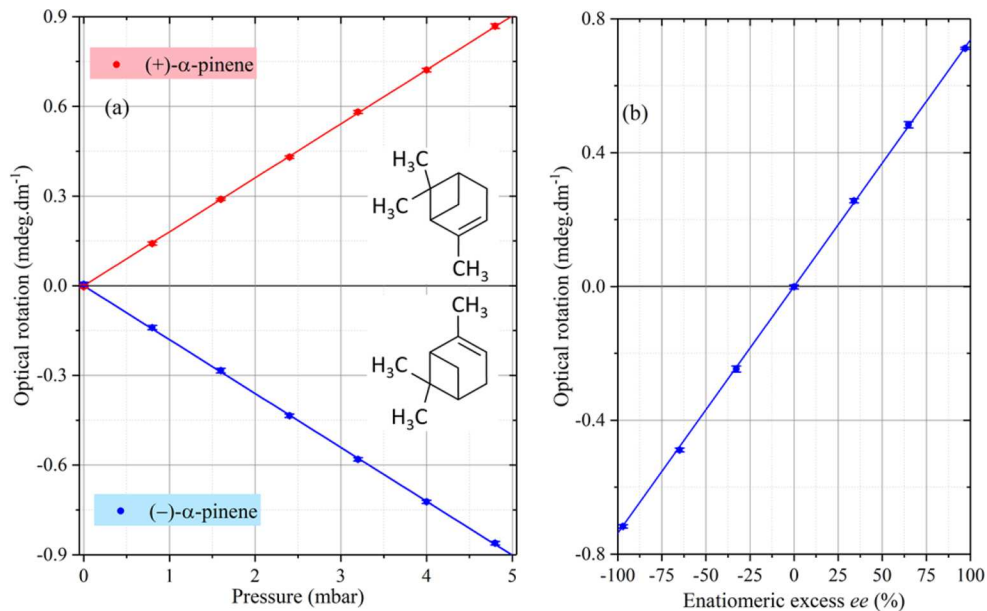 0.9
(+)-α-pinene
(a)
0.6
0.3
0.0
-0.3
-0.6
-0.9
H₃C
CH₃
H₃C
CH₃
CH₃
H₃C
H₃C
(−)-α-pinene
0 1 2 3 4 5
Pressure (mbar)
Optical rotation (mdeg.dm⁻¹)
0.8
(b)
0.4
0.0
-0.4
-0.8
-100 -75 -50 -25 0 25 50 75 100
Enatiomeric excess ee (%)
Optical rotation (mdeg.dm⁻¹)